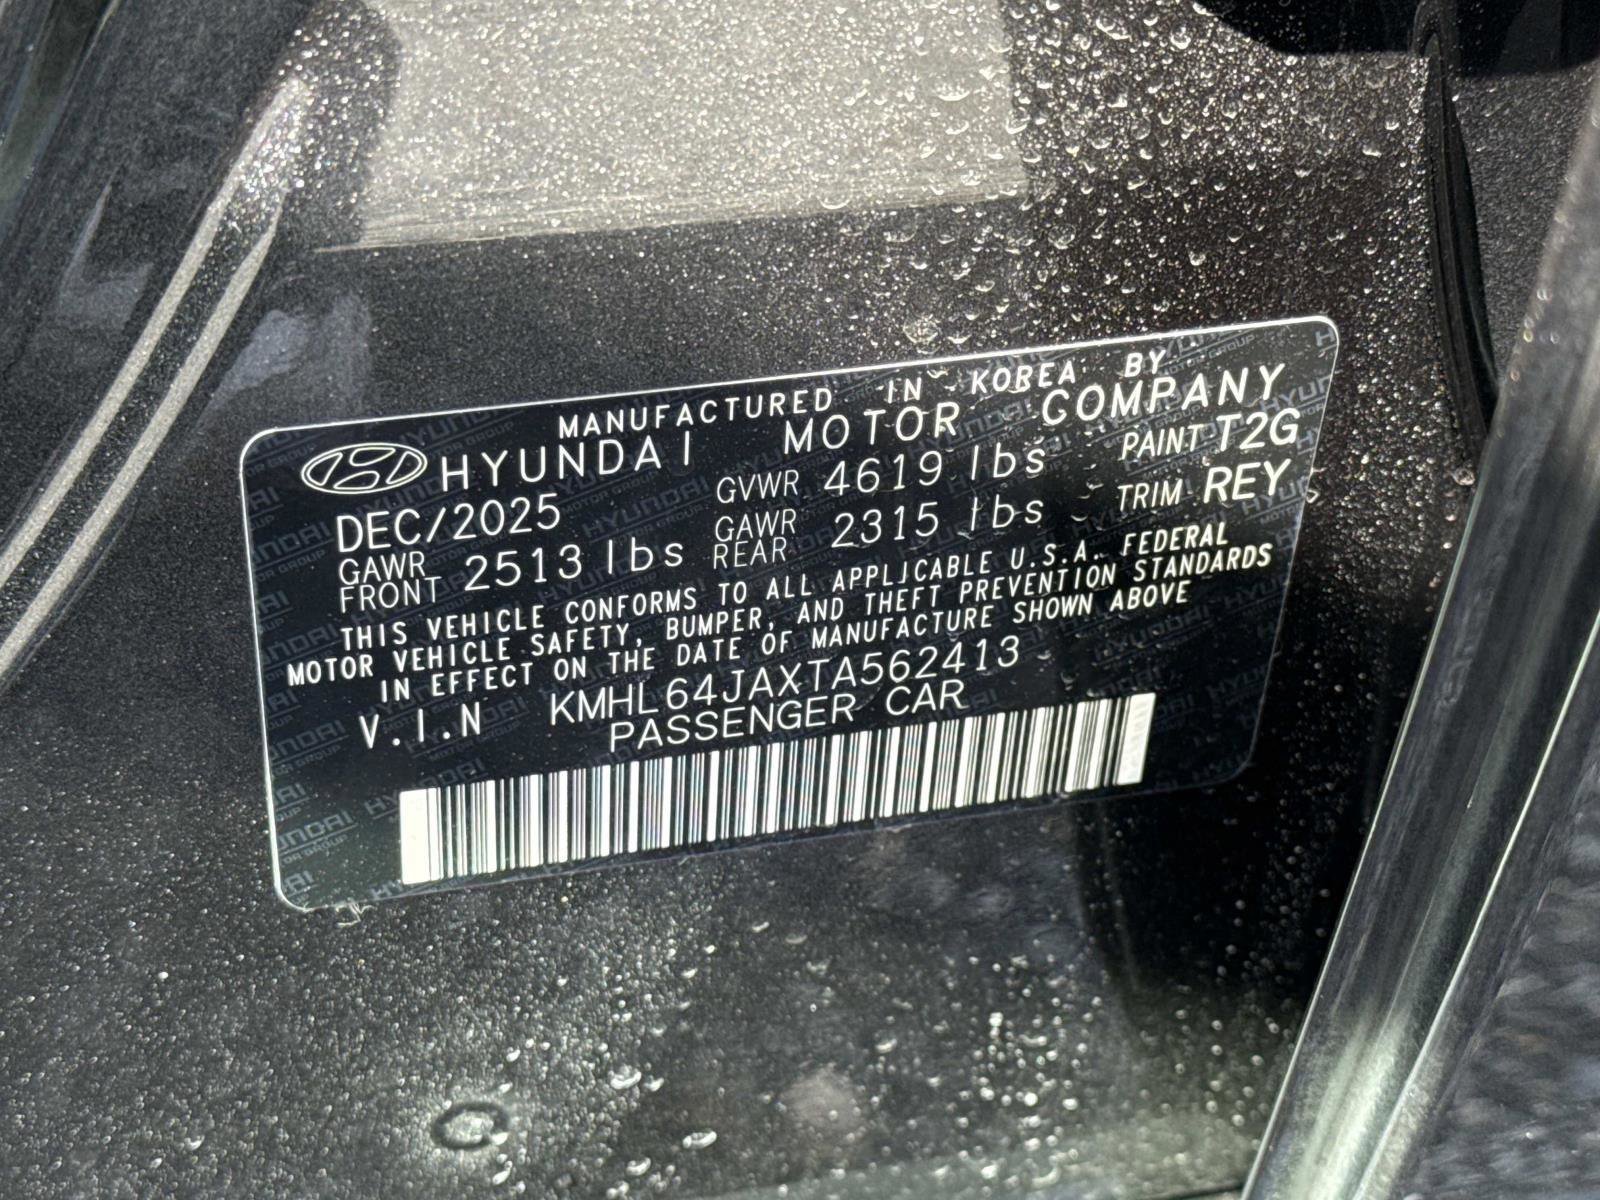 MANUFACTURED IN KOREA BY
HYUNDAI MOTOR COMPANY
DEC/2025 GVWR 4619 lbs PAINT T2G
GAWR FRONT 2513 lbs GAWR REAR 2315 lbs TRIM REY
THIS VEHICLE CONFORMS TO ALL APPLICABLE U.S.A. FEDERAL
MOTOR VEHICLE SAFETY, BUMPER, AND THEFT PREVENTION STANDARDS
IN EFFECT ON THE DATE OF MANUFACTURE SHOWN ABOVE
V.I.N KMHL64JAXTA562413
PASSENGER CAR